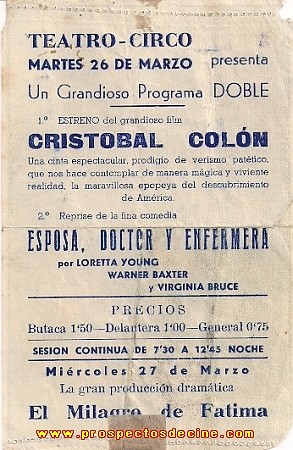 TEATRO-CIRCO
MARTES 26 DE MARZO presenta
Un Grandioso Programa DOBLE
1º ESTRENO del grandioso film
CRISTOBAL COLÓN
Una cinta espectacular, prodigio de verismo patético,
que nos hace contemplar de manera mágica y viviente
realidad, la maravillosa epopeya del descubrimiento
de América.
2.º Reprise de la fina comedia
ESPOSA, DOCTOR Y ENFERMERA
por LORETTA YOUNG
WARNER BAXTER
y VIRGINIA BRUCE
PRECIOS
Butaca 1'50—Delantera 1'00—General 0'75
SESION CONTINUA DE 7'30 A 12'45 NOCHE
Miércoles 27 de Marzo
La gran producción dramática
El Milagro de Fatima
www.prospectosdecine.com